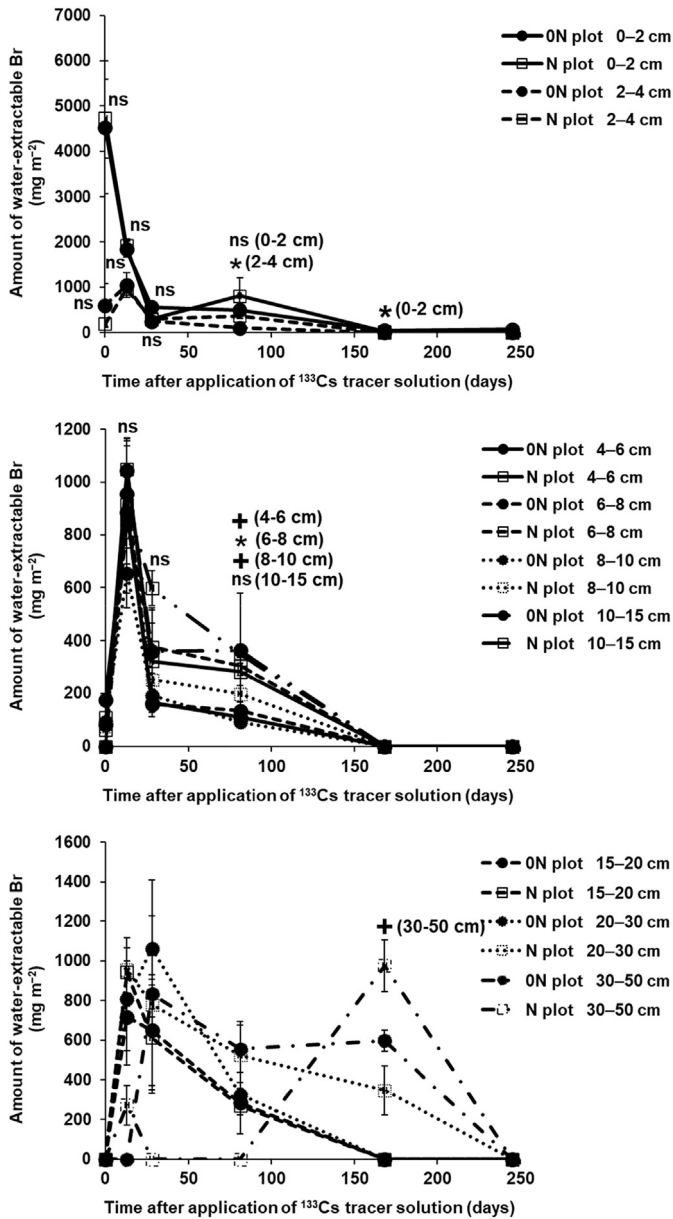 7000
6000
5000
4000
3000
2000
1000
0
Amount of water-extractable Br
(mg m⁻²)
ns
ns
ns
ns
ns
ns
ns (0-2 cm)
* (2-4 cm)
* (0-2 cm)
0 50 100 150 200 250
Time after application of ¹³³Cs tracer solution (days)
0N plot 0–2 cm
N plot 0–2 cm
0N plot 2–4 cm
N plot 2–4 cm
1200
1000
800
600
400
200
0
Amount of water-extractable Br
(mg m⁻²)
ns
ns
+ (4-6 cm)
* (6-8 cm)
+ (8-10 cm)
ns (10-15 cm)
0 50 100 150 200 250
Time after application of ¹³³Cs tracer solution (days)
0N plot 4–6 cm
N plot 4–6 cm
0N plot 6–8 cm
N plot 6–8 cm
0N plot 8–10 cm
N plot 8–10 cm
0N plot 10–15 cm
N plot 10–15 cm
1600
1400
1200
1000
800
600
400
200
0
Amount of water-extractable Br
(mg m⁻²)
+ (30-50 cm)
0 50 100 150 200 250
Time after application of ¹³³Cs tracer solution (days)
0N plot 15–20 cm
N plot 15–20 cm
0N plot 20–30 cm
N plot 20–30 cm
0N plot 30–50 cm
N plot 30–50 cm